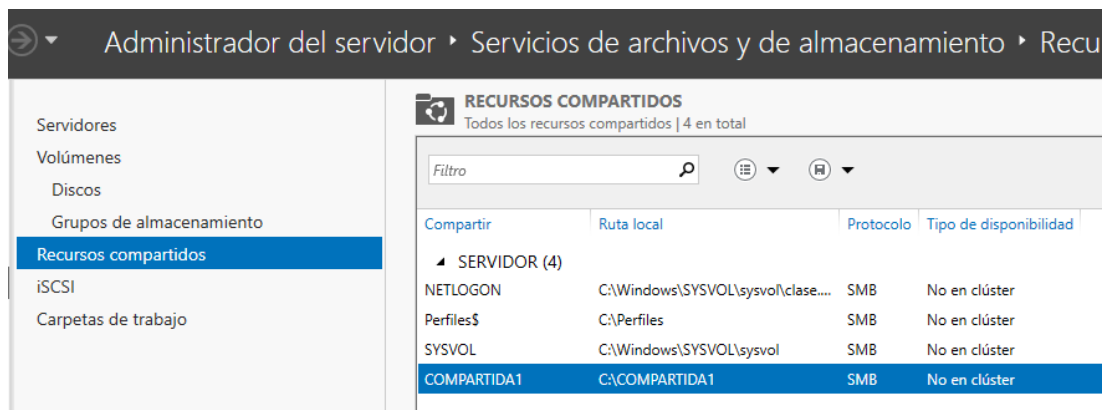 Administrador del servidor ‣ Servicios de archivos y de almacenamiento ‣ Recu
Servidores
Volúmenes
Discos
Grupos de almacenamiento
Recursos compartidos
iSCSI
Carpetas de trabajo
RECURSOS COMPARTIDOS
Todos los recursos compartidos | 4 en total
Filtro
Compartir Ruta local Protocolo Tipo de disponibilidad
SERVIDOR (4)
NETLOGON C:\Windows\SYSVOL\sysvol\clase.... SMB No en clúster
Perfiles$ C:\Perfiles SMB No en clúster
SYSVOL C:\Windows\SYSVOL\sysvol SMB No en clúster
COMPARTIDA1 C:\COMPARTIDA1 SMB No en clúster